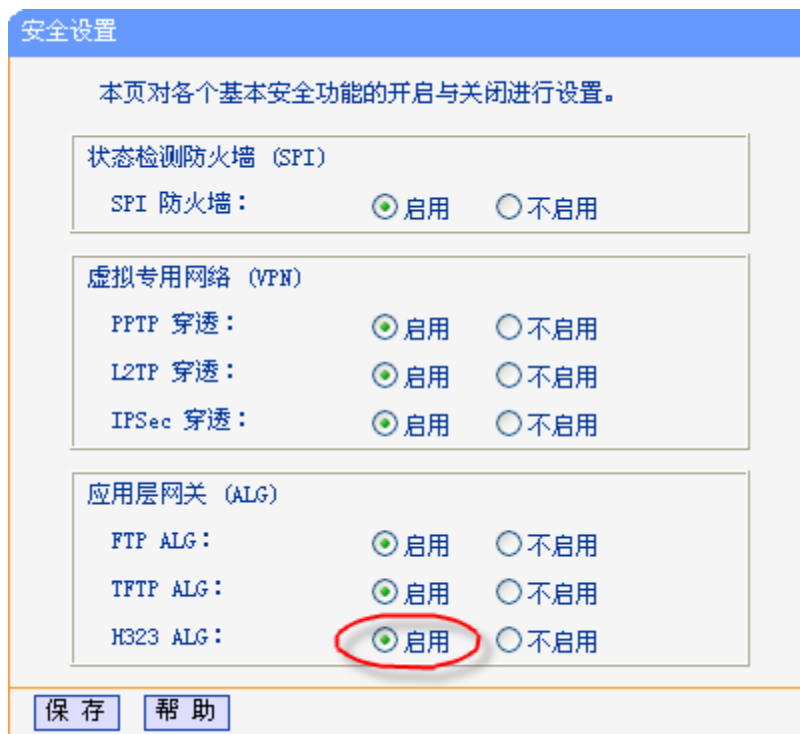 安全设置
本页对各个基本安全功能的开启与关闭进行设置。
状态检测防火墙 (SPI)
SPI 防火墙： 启用 不启用
虚拟专用网络 (VPN)
PPTP 穿透： 启用 不启用
L2TP 穿透： 启用 不启用
IPSec 穿透： 启用 不启用
应用层网关 (ALG)
FTP ALG： 启用 不启用
TFTP ALG： 启用 不启用
H323 ALG： 启用 不启用
保 存 帮 助